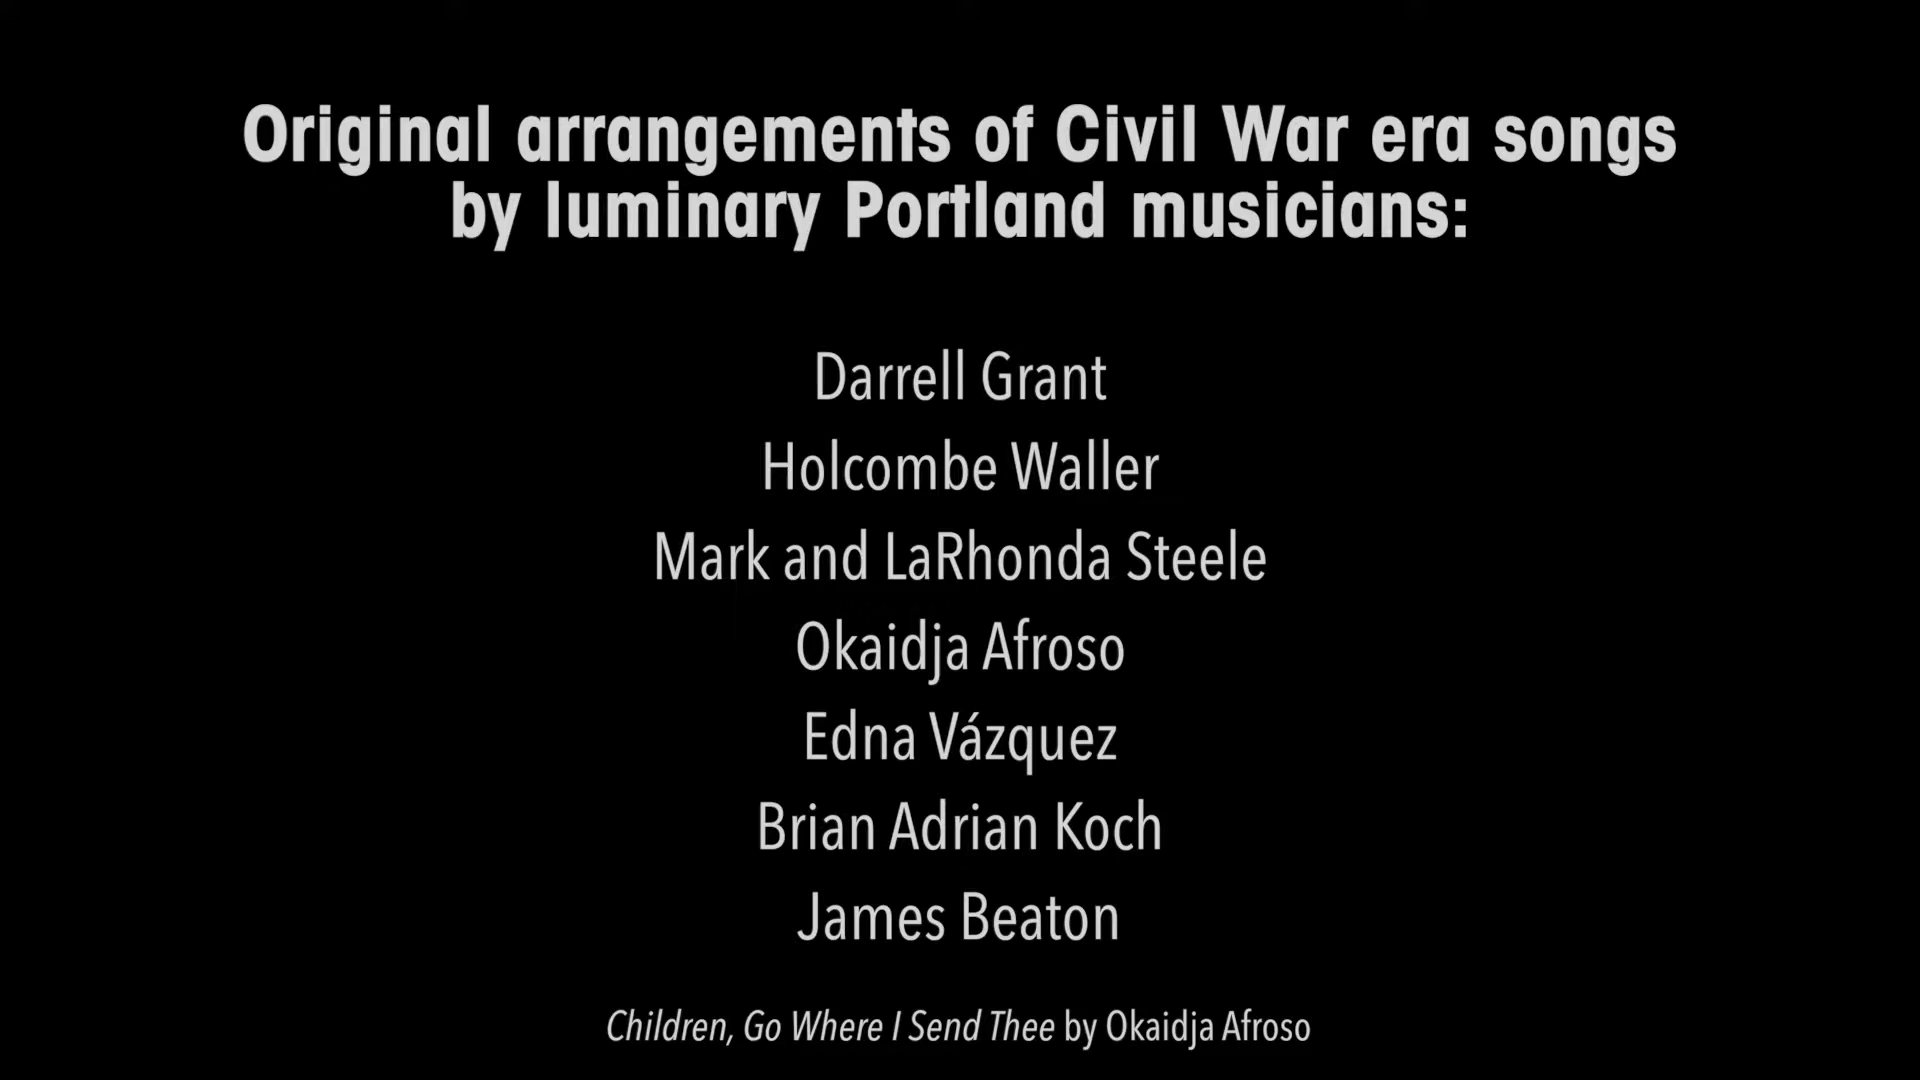 Original arrangements of Civil War era songs
by luminary Portland musicians:
Darrell Grant
Holcombe Waller
Mark and LaRhonda Steele
Okaidja Afroso
Edna Vázquez
Brian Adrian Koch
James Beaton
Children, Go Where I Send Thee by Okaidja Afroso